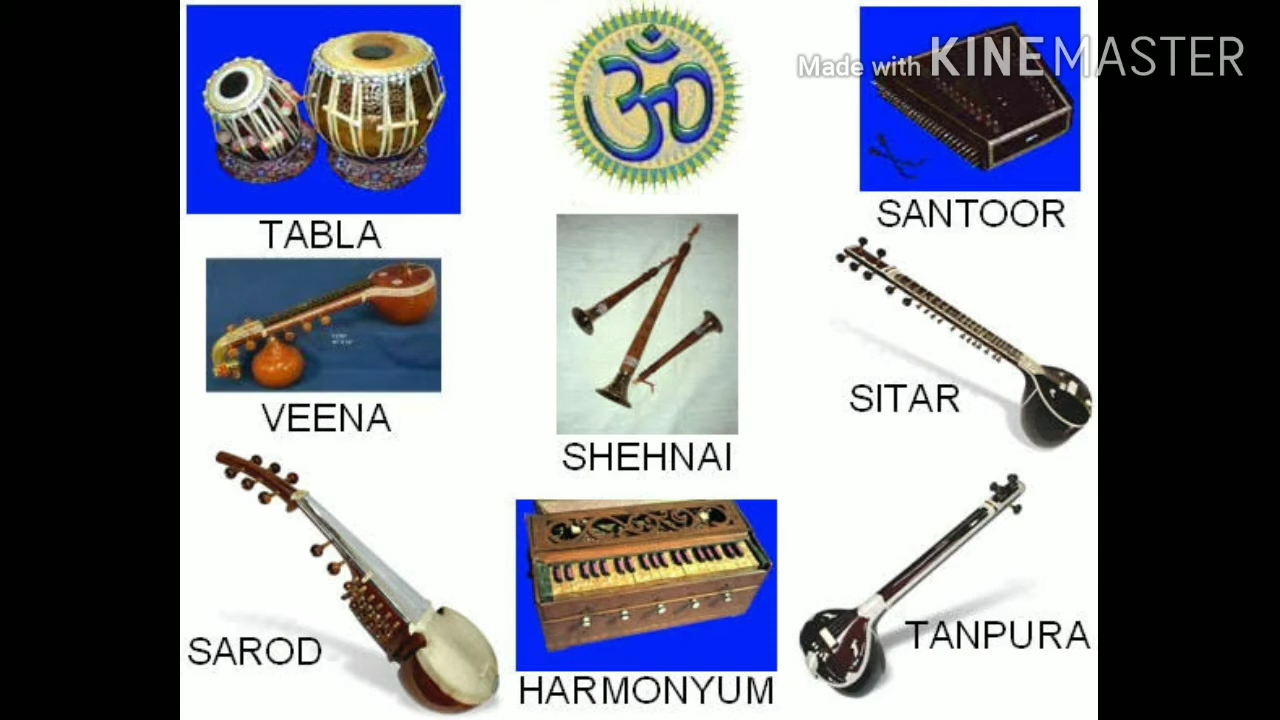 Made with KINEMASTER
TABLA
SANTOOR
VEENA
SHEHNAI
SITAR
SAROD
HARMONYUM
TANPURA
ॐ